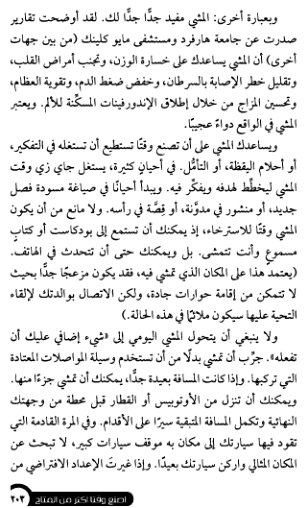 وبعبارة أخرى: المشي مفيد جدًّا جدًّا لك. لقد أوضحت تقارير
صدرت عن جامعة هارفرد ومستشفى مايو كلينك (من بين جهات
أخرى) أن المشي يساعدك على خسارة الوزن، وتجنب أمراض القلب،
وتقليل خطر الإصابة بالسرطان، وخفض ضغط الدم، وتقوية العظام،
وتحسين المزاج من خلال إطلاق الإندورفينات المسكِّنة للألم. ويعتبر
المشي في الواقع دواءً عجيبًا.
ويساعدك المشي على أن تصنع وقتًا تستطيع أن تستغله في التفكير،
أو أحلام اليقظة، أو التأمُّل. في أحيانٍ كثيرة، يستغل جاي زي وقت
المشي ليخطِّط لهدفه ويفكِّر فيه. ويبدأ أحيانًا في صياغة مسودة فصل
جديد، أو منشور في مدوَّنة، أو قِصَّة في رأسه. ولا مانع من أن يكون
المشي وقتًا للاسترخاء، إذ يمكنك أن تستمع إلى بودكاست أو كتابٍ
مسموعٍ وأنت تتمشى. بل ويمكنك حتى أن تتحدث في الهاتف.
(يعتمد هذا على المكان الذي تمشي فيه، فقد يكون مزعجًا جدًّا بحيث
لا تتمكن من إقامة حوارات جادة، ولكن الاتصال بوالدتك لإلقاء
التحية عليها سيكون ملائمًا في هذه الحالة.)
ولا ينبغي أن يتحول المشي اليومي إلى «شيء إضافي عليك أن
تفعله». جرِّب أن تمشي بدلًا من أن تستخدم وسيلة المواصلات المعتادة
التي تركبها. وإذا كانت المسافة بعيدة جدًّا، يمكنك أن تمشي جزءًا منها.
ويمكنك أن تنزل من الأوتوبيس أو القطار قبل محطة من وجهتك
النهائية وتكمل المسافة المتبقية سيرًا على الأقدام. وفي المرة القادمة التي
تقود فيها سيارتك إلى مكان به موقف سيارات كبير، لا تبحث عن
المكان المثالي واركن سيارتك بعيدًا. وإذا غيرتَ الإعداد الافتراضي من
اصنع وقتًا أكثر من المتاح ٢٠٣